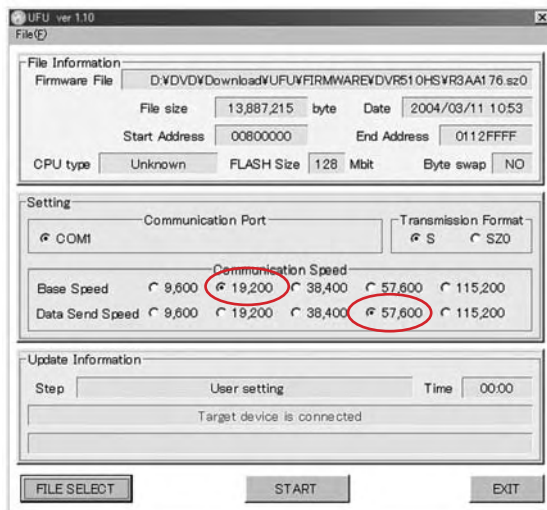 UFU ver 1.10
File(F)
File Information
Firmware File D:¥DVD¥Download¥UFU¥FIRMWARE¥DVR510HS¥R3AA176.sz0
File size 13,887,215 byte Date 2004/03/11 10:53
Start Address 00800000 End Address 0112FFFF
CPU type Unknown FLASH Size 128 Mbit Byte swap NO
Setting
Communication Port Transmission Format
COM1 S SZ0
Communication Speed
Base Speed 9,600 19,200 38,400 57,600 115,200
Data Send Speed 9,600 19,200 38,400 57,600 115,200
Update Information
Step User setting Time 00:00
Target device is connected
FILE SELECT START EXIT